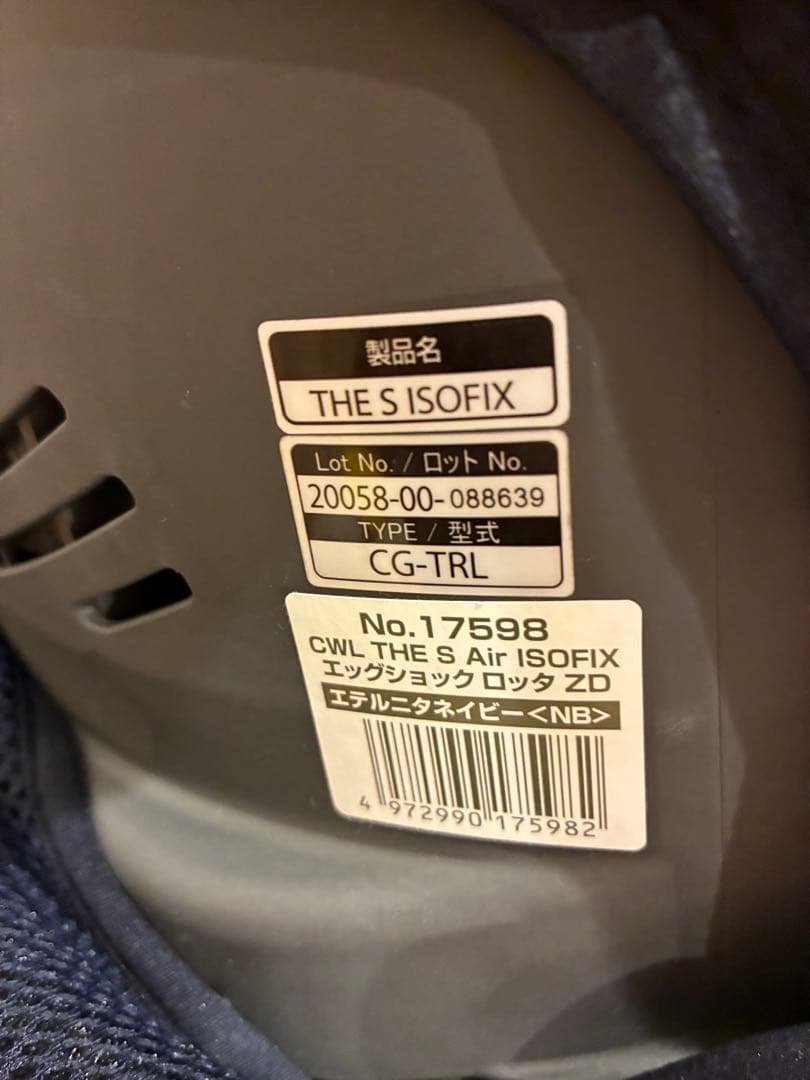 製品名
THE S ISOFIX
Lot No. / ロット No.
20058-00-088639
TYPE / 型式
CG-TRL
No.17598
CWL THE S Air ISOFIX
エッグショック ロッタ ZD
エテルニタネイビー<NB>
4 972990 175982